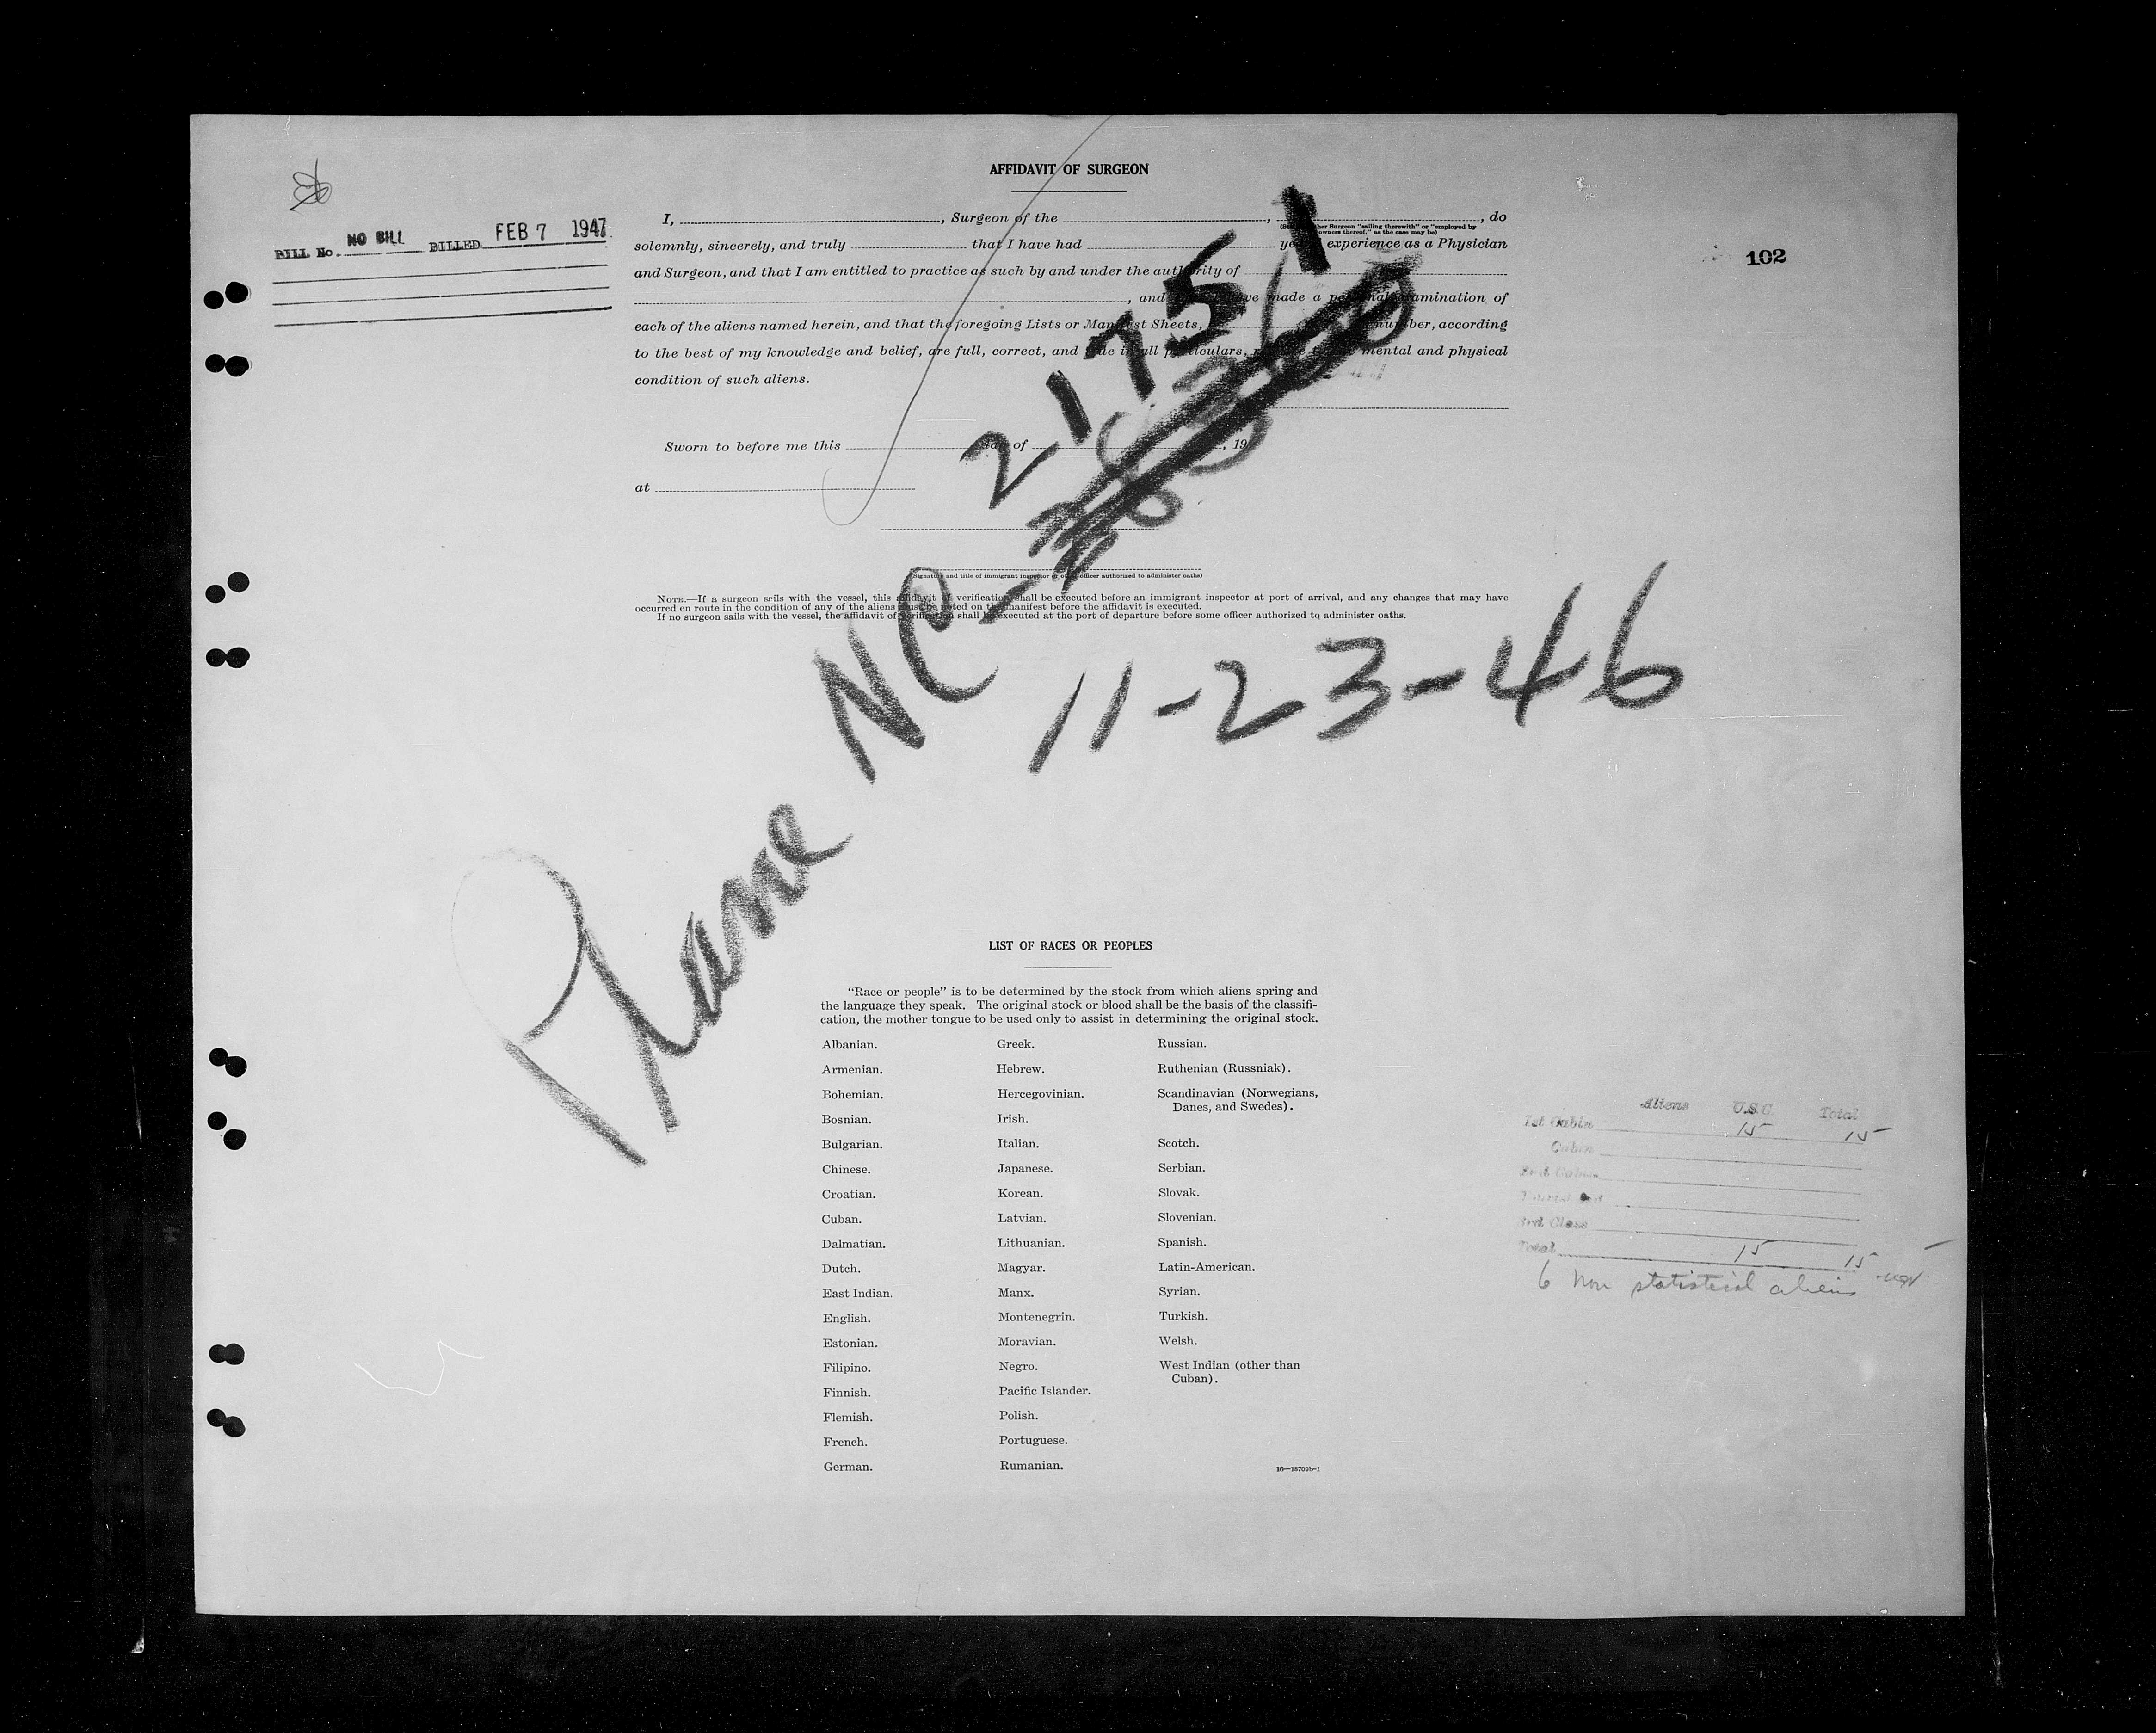 AFFIDAVIT OF SURGEON
BILL No. NO BILL BILLED FEB 7 1947
102
I, , Surgeon of the , , do
solemnly, sincerely, and truly that I have had experience as a Physician
and Surgeon, and that I am entitled to practice as such by and under the authority of
, and made a personal examination of
each of the aliens named herein, and that the foregoing Lists or Manifest Sheets, number, according
to the best of my knowledge and belief, are full, correct, and true in all particulars, mental and physical
condition of such aliens.
Sworn to before me this day of , 19
at
(Signature and title of immigrant inspector or other officer authorized to administer oaths)
NOTE.—If a surgeon sails with the vessel, this affidavit of verification shall be executed before an immigrant inspector at port of arrival, and any changes that may have
occurred en route in the condition of any of the aliens must be noted on the manifest before the affidavit is executed.
If no surgeon sails with the vessel, the affidavit of verification shall be executed at the port of departure before some officer authorized to administer oaths.
Plane NC-21751
11-23-46
LIST OF RACES OR PEOPLES
"Race or people" is to be determined by the stock from which aliens spring and
the language they speak. The original stock or blood shall be the basis of the classifi-
cation, the mother tongue to be used only to assist in determining the original stock.
Albanian.
Armenian.
Bohemian.
Bosnian.
Bulgarian.
Chinese.
Croatian.
Cuban.
Dalmatian.
Dutch.
East Indian.
English.
Estonian.
Filipino.
Finnish.
Flemish.
French.
German.
Greek.
Hebrew.
Hercegovinian.
Irish.
Italian.
Japanese.
Korean.
Latvian.
Lithuanian.
Magyar.
Manx.
Montenegrin.
Moravian.
Negro.
Pacific Islander.
Polish.
Portuguese.
Rumanian.
Russian.
Ruthenian (Russniak).
Scandinavian (Norwegians,
Danes, and Swedes).
Scotch.
Serbian.
Slovak.
Slovenian.
Spanish.
Latin-American.
Syrian.
Turkish.
Welsh.
West Indian (other than
Cuban).
16—18709b-1
Aliens U.S.C. Total
1st Cabin 15 15
Cabin
2nd Cabin
3rd Class
Total 15 15
6 Non statistical aliens